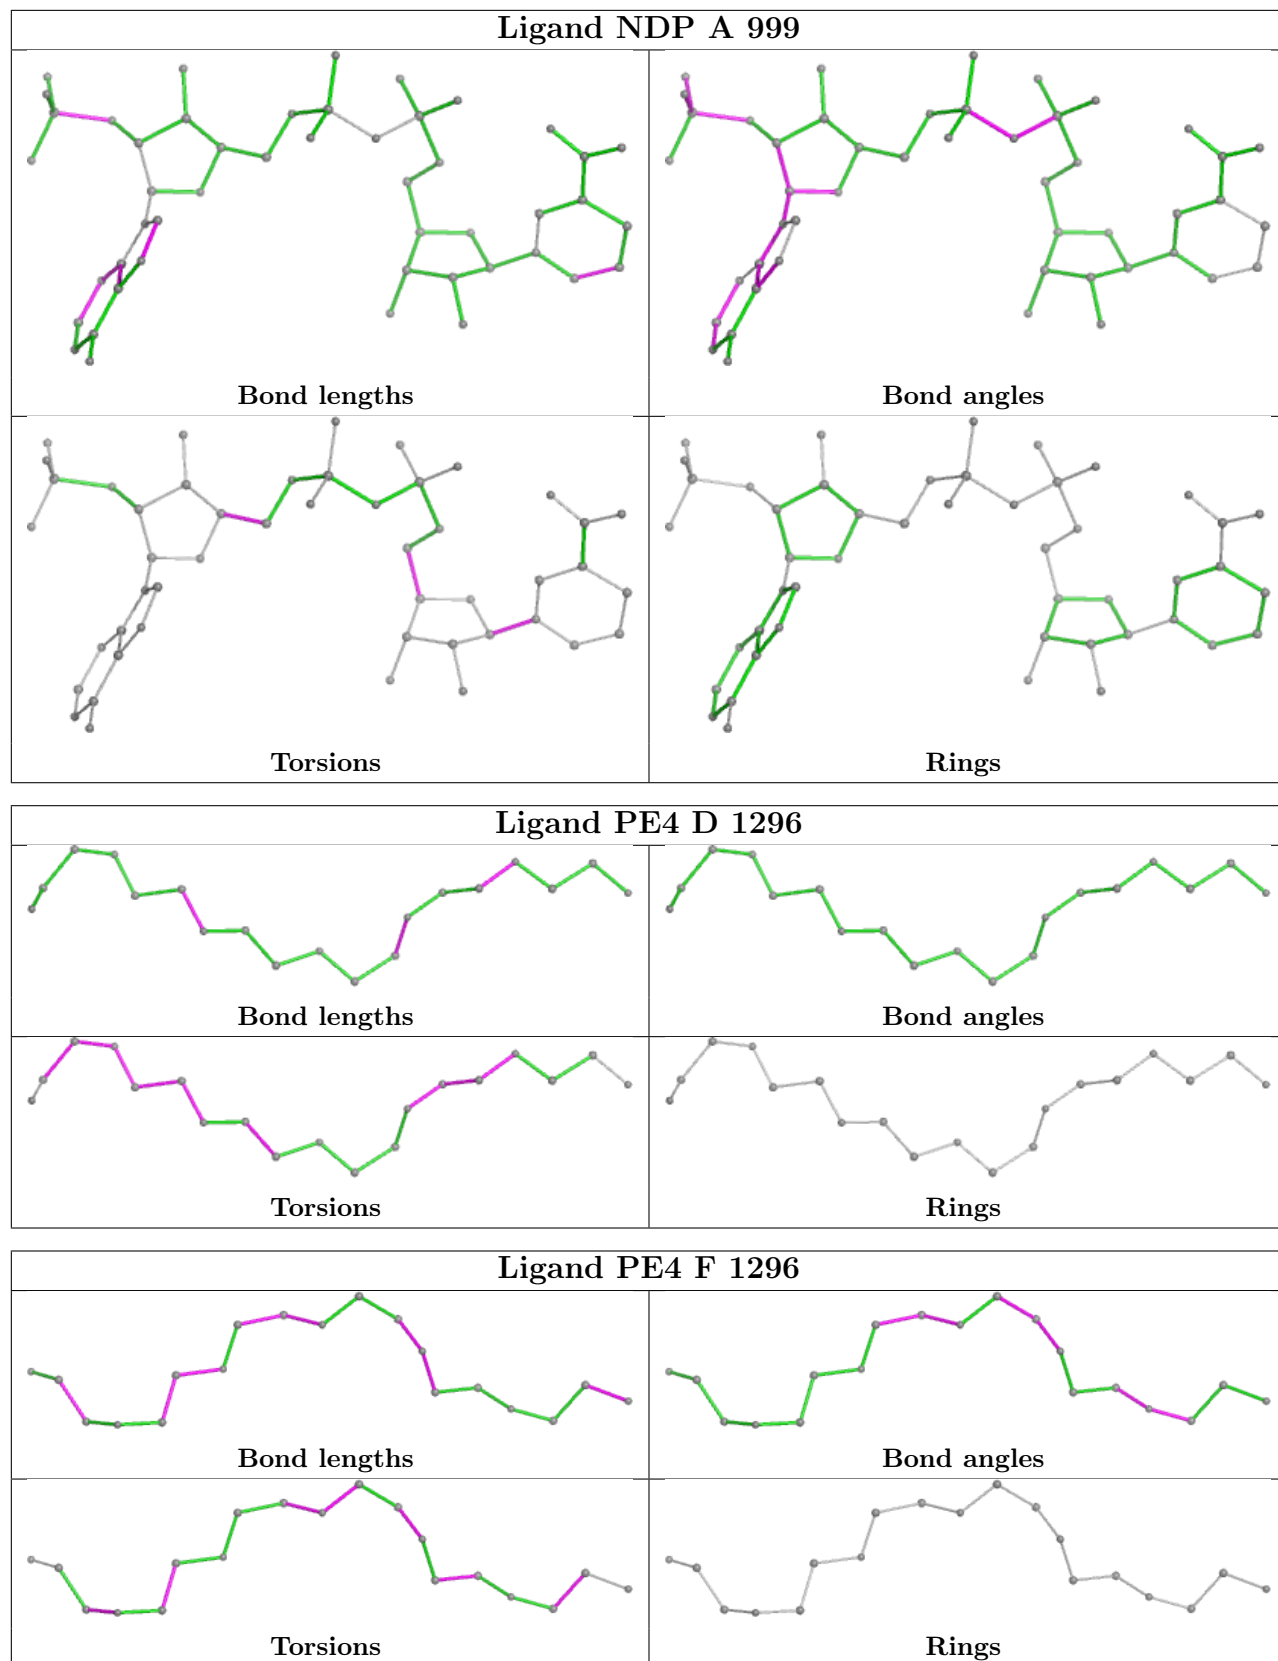 Ligand NDP A 999
Bond lengths
Bond angles
Torsions
Rings
Ligand PE4 D 1296
Bond lengths
Bond angles
Torsions
Rings
Ligand PE4 F 1296
Bond lengths
Bond angles
Torsions
Rings